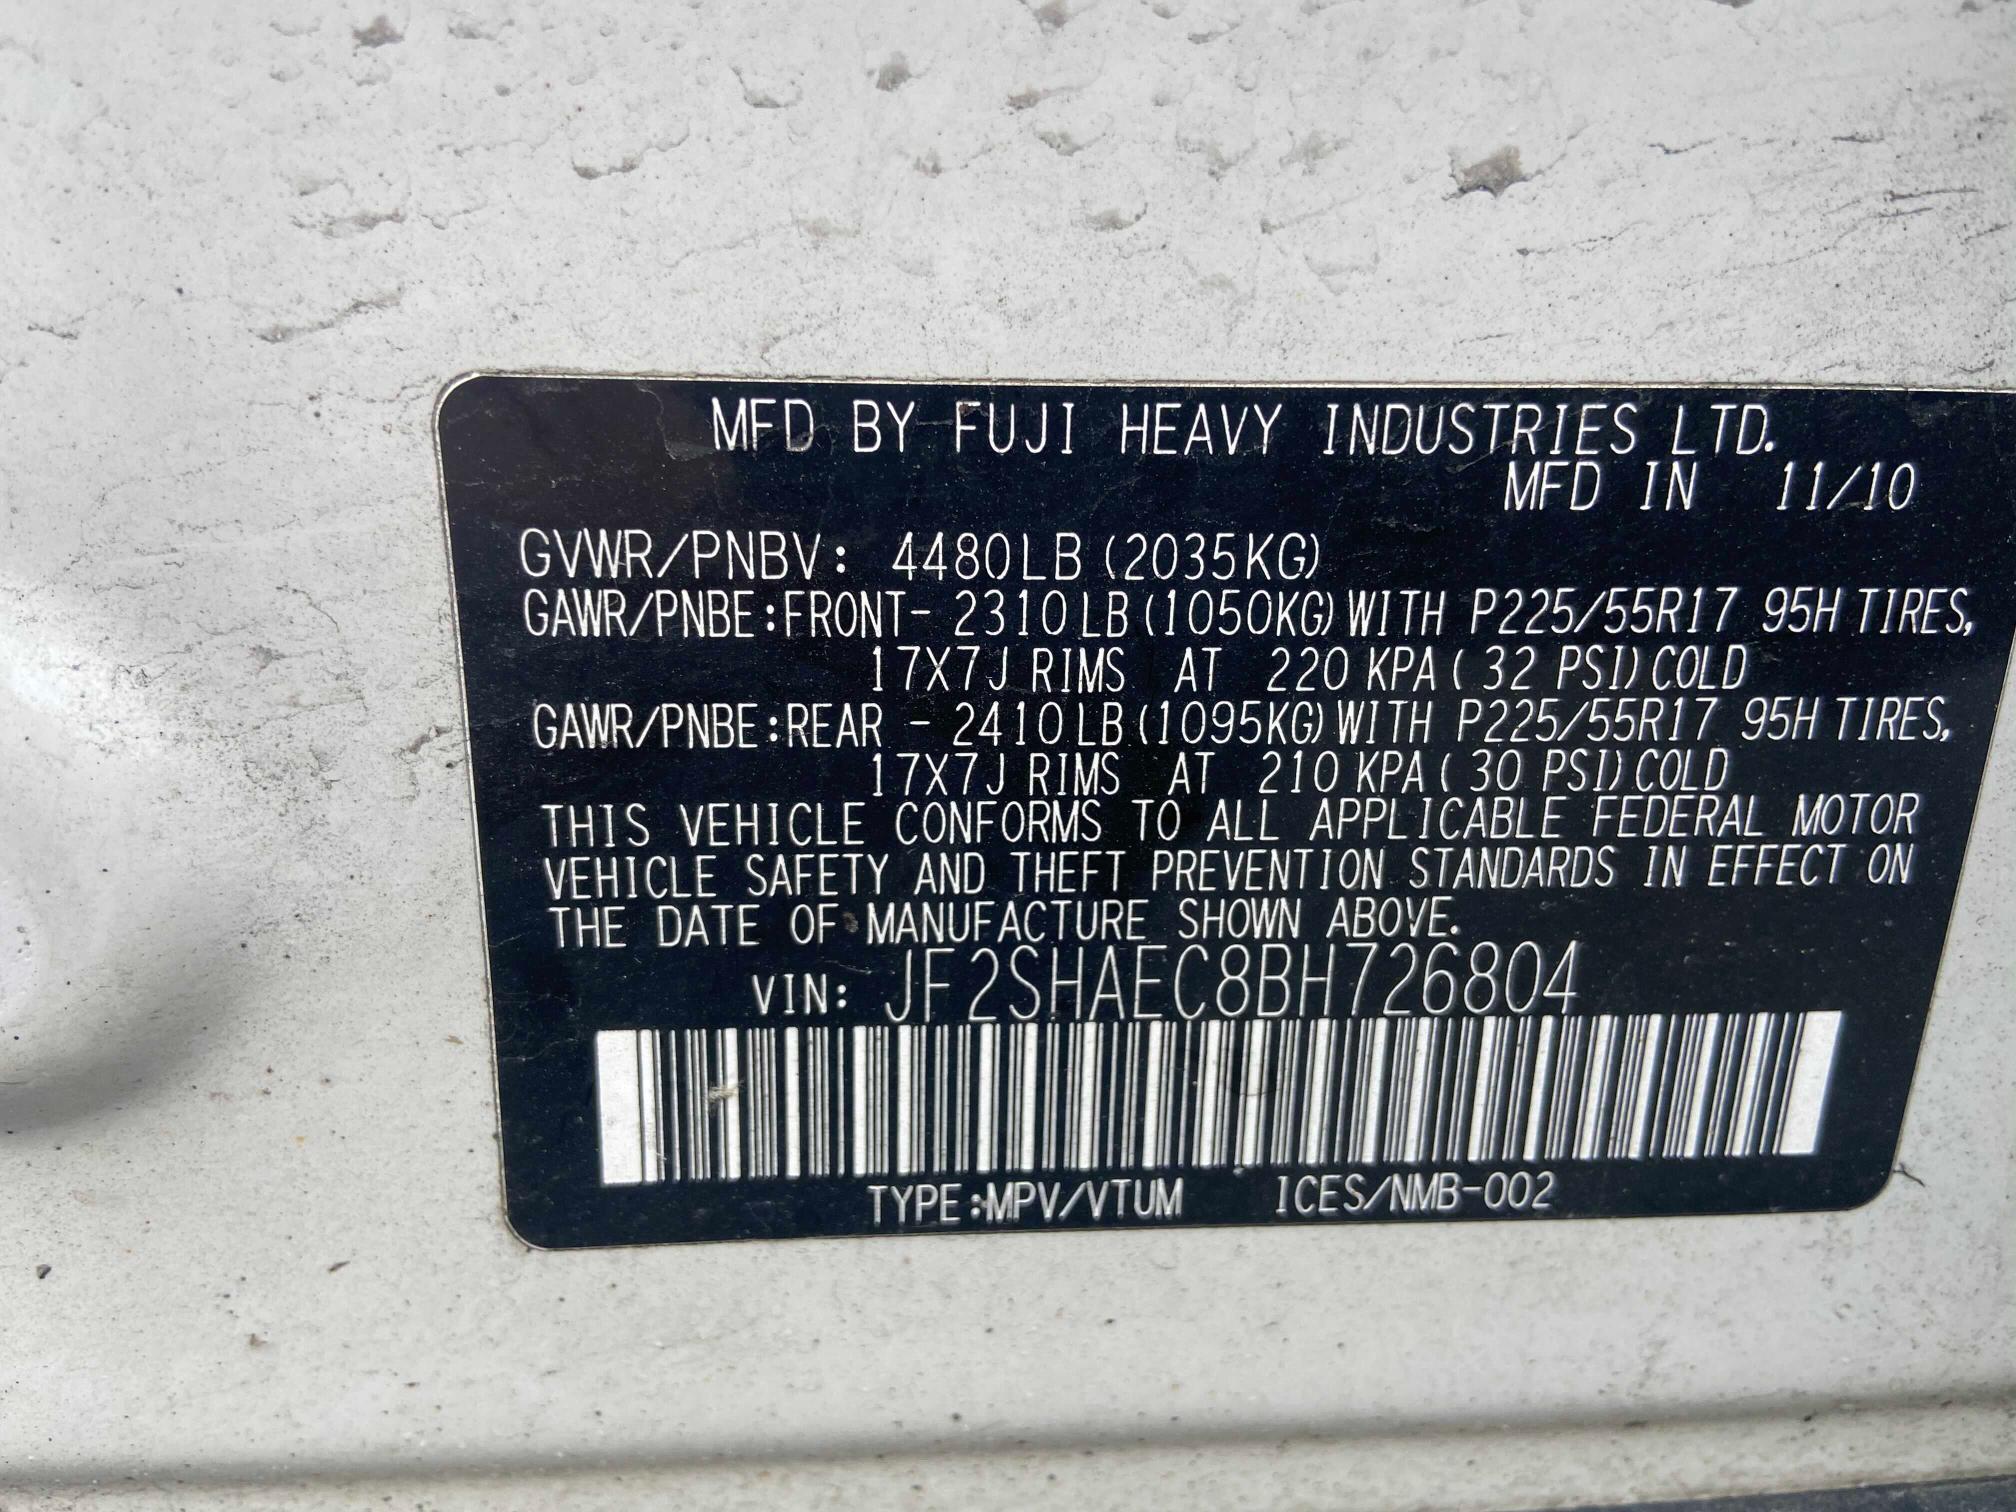 MFD BY FUJI HEAVY INDUSTRIES LTD.
MFD IN 11/10
GVWR/PNBV: 4480LB (2035KG)
GAWR/PNBE:FRONT- 2310LB(1050KG)WITH P225/55R17 95H TIRES,
17X7J RIMS AT 220 KPA( 32 PSI)COLD
GAWR/PNBE:REAR - 2410LB(1095KG)WITH P225/55R17 95H TIRES,
17X7J RIMS AT 210 KPA( 30 PSI)COLD
THIS VEHICLE CONFORMS TO ALL APPLICABLE FEDERAL MOTOR
VEHICLE SAFETY AND THEFT PREVENTION STANDARDS IN EFFECT ON
THE DATE OF MANUFACTURE SHOWN ABOVE.
VIN: JF2SHAEC8BH726804
TYPE:MPV/VTUM ICES/NMB-002